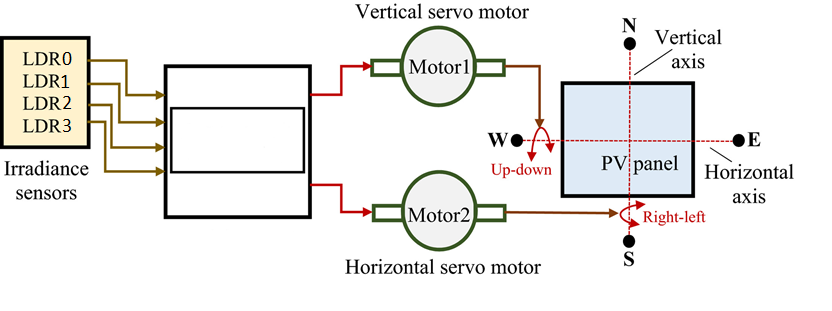 Vertical servo motor
LDR0
LDR1
LDR2
LDR3
Irradiance
sensors
Motor1
Motor2
Horizontal servo motor
N
Vertical
axis
W
E
Up-down
PV panel
Horizontal
axis
Right-left
S